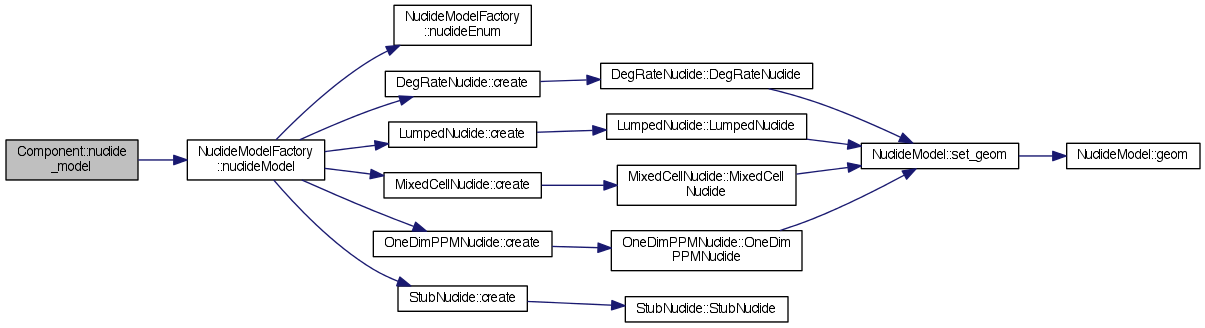 Component::nuclide
_model
NuclideModelFactory
::nuclideModel
NuclideModelFactory
::nuclideEnum
DegRateNuclide::create
DegRateNuclide::DegRateNuclide
LumpedNuclide::create
LumpedNuclide::LumpedNuclide
MixedCellNuclide::create
MixedCellNuclide::MixedCell
Nuclide
OneDimPPMNuclide::create
OneDimPPMNuclide::OneDim
PPMNuclide
StubNuclide::create
StubNuclide::StubNuclide
NuclideModel::set_geom
NuclideModel::geom